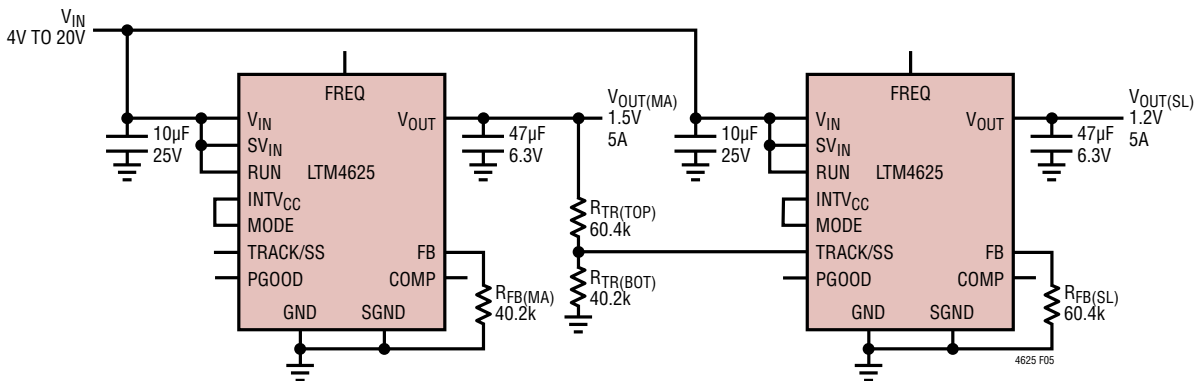 VIN
4V TO 20V
10µF
25V
FREQ
VIN
SVIN
RUN
INTVCC
MODE
TRACK/SS
PGOOD
LTM4625
VOUT
FB
COMP
GND
SGND
47µF
6.3V
VOUT(MA)
1.5V
5A
RFB(MA)
40.2k
RTR(TOP)
60.4k
RTR(BOT)
40.2k
10µF
25V
FREQ
VIN
SVIN
RUN
INTVCC
MODE
TRACK/SS
PGOOD
LTM4625
VOUT
FB
COMP
GND
SGND
47µF
6.3V
VOUT(SL)
1.2V
5A
RFB(SL)
60.4k
4625 F05